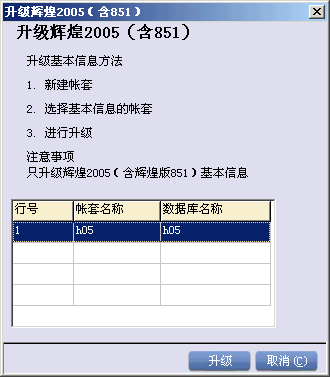 升级辉煌2005（含851）
升级辉煌2005（含851）
升级基本信息方法
1. 新建帐套
2. 选择基本信息的帐套
3. 进行升级
注意事项
只升级辉煌2005（含辉煌版851）基本信息
行号 帐套名称 数据库名称
1 h05 h05
升级 取消(C)